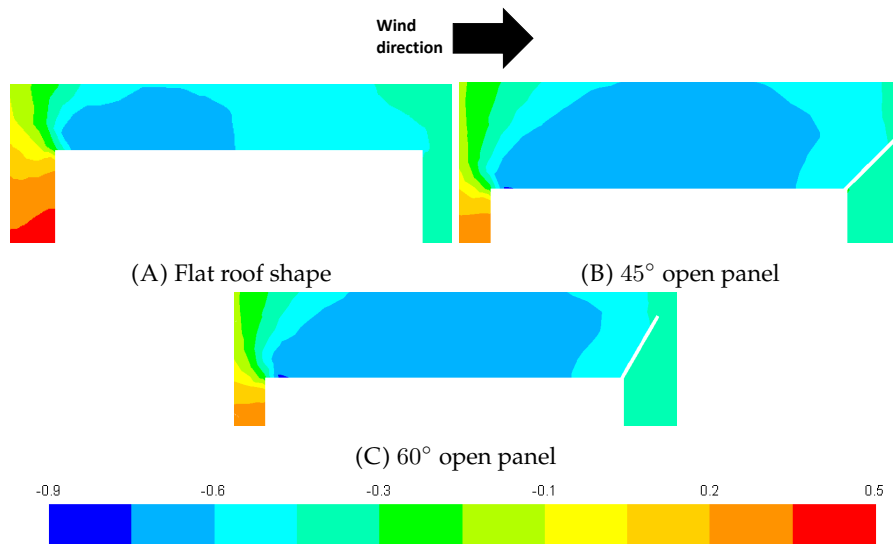 Wind
direction
(A) Flat roof shape
(B) 45° open panel
(C) 60° open panel
-0.9 -0.6 -0.3 -0.1 0.2 0.5